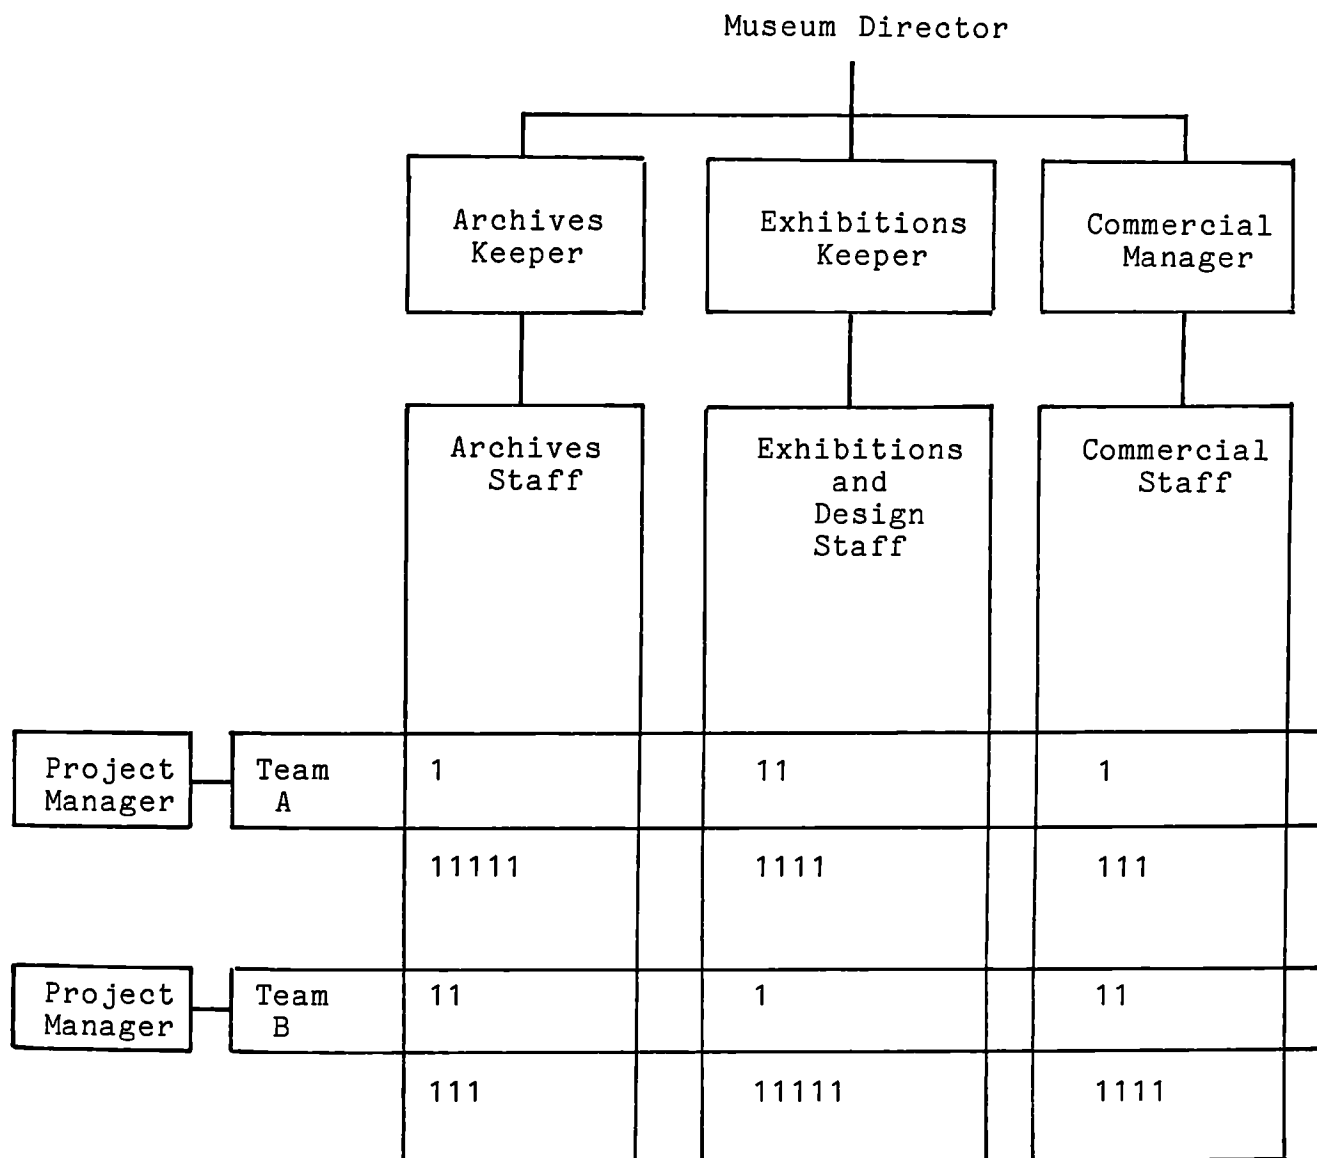 Museum Director
Archives
Keeper
Exhibitions
Keeper
Commercial
Manager
Archives
Staff
Exhibitions
and
Design
Staff
Commercial
Staff
Project
Manager
Team
A
1
11
1
11111
1111
111
Project
Manager
Team
B
11
1
11
111
11111
1111